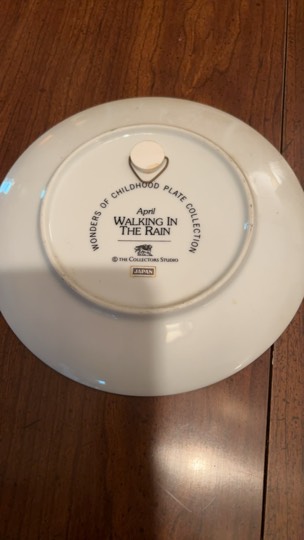 WONDERS OF CHILDHOOD PLATE COLLECTION
April
WALKING IN
THE RAIN
© THE COLLECTORS STUDIO
JAPAN